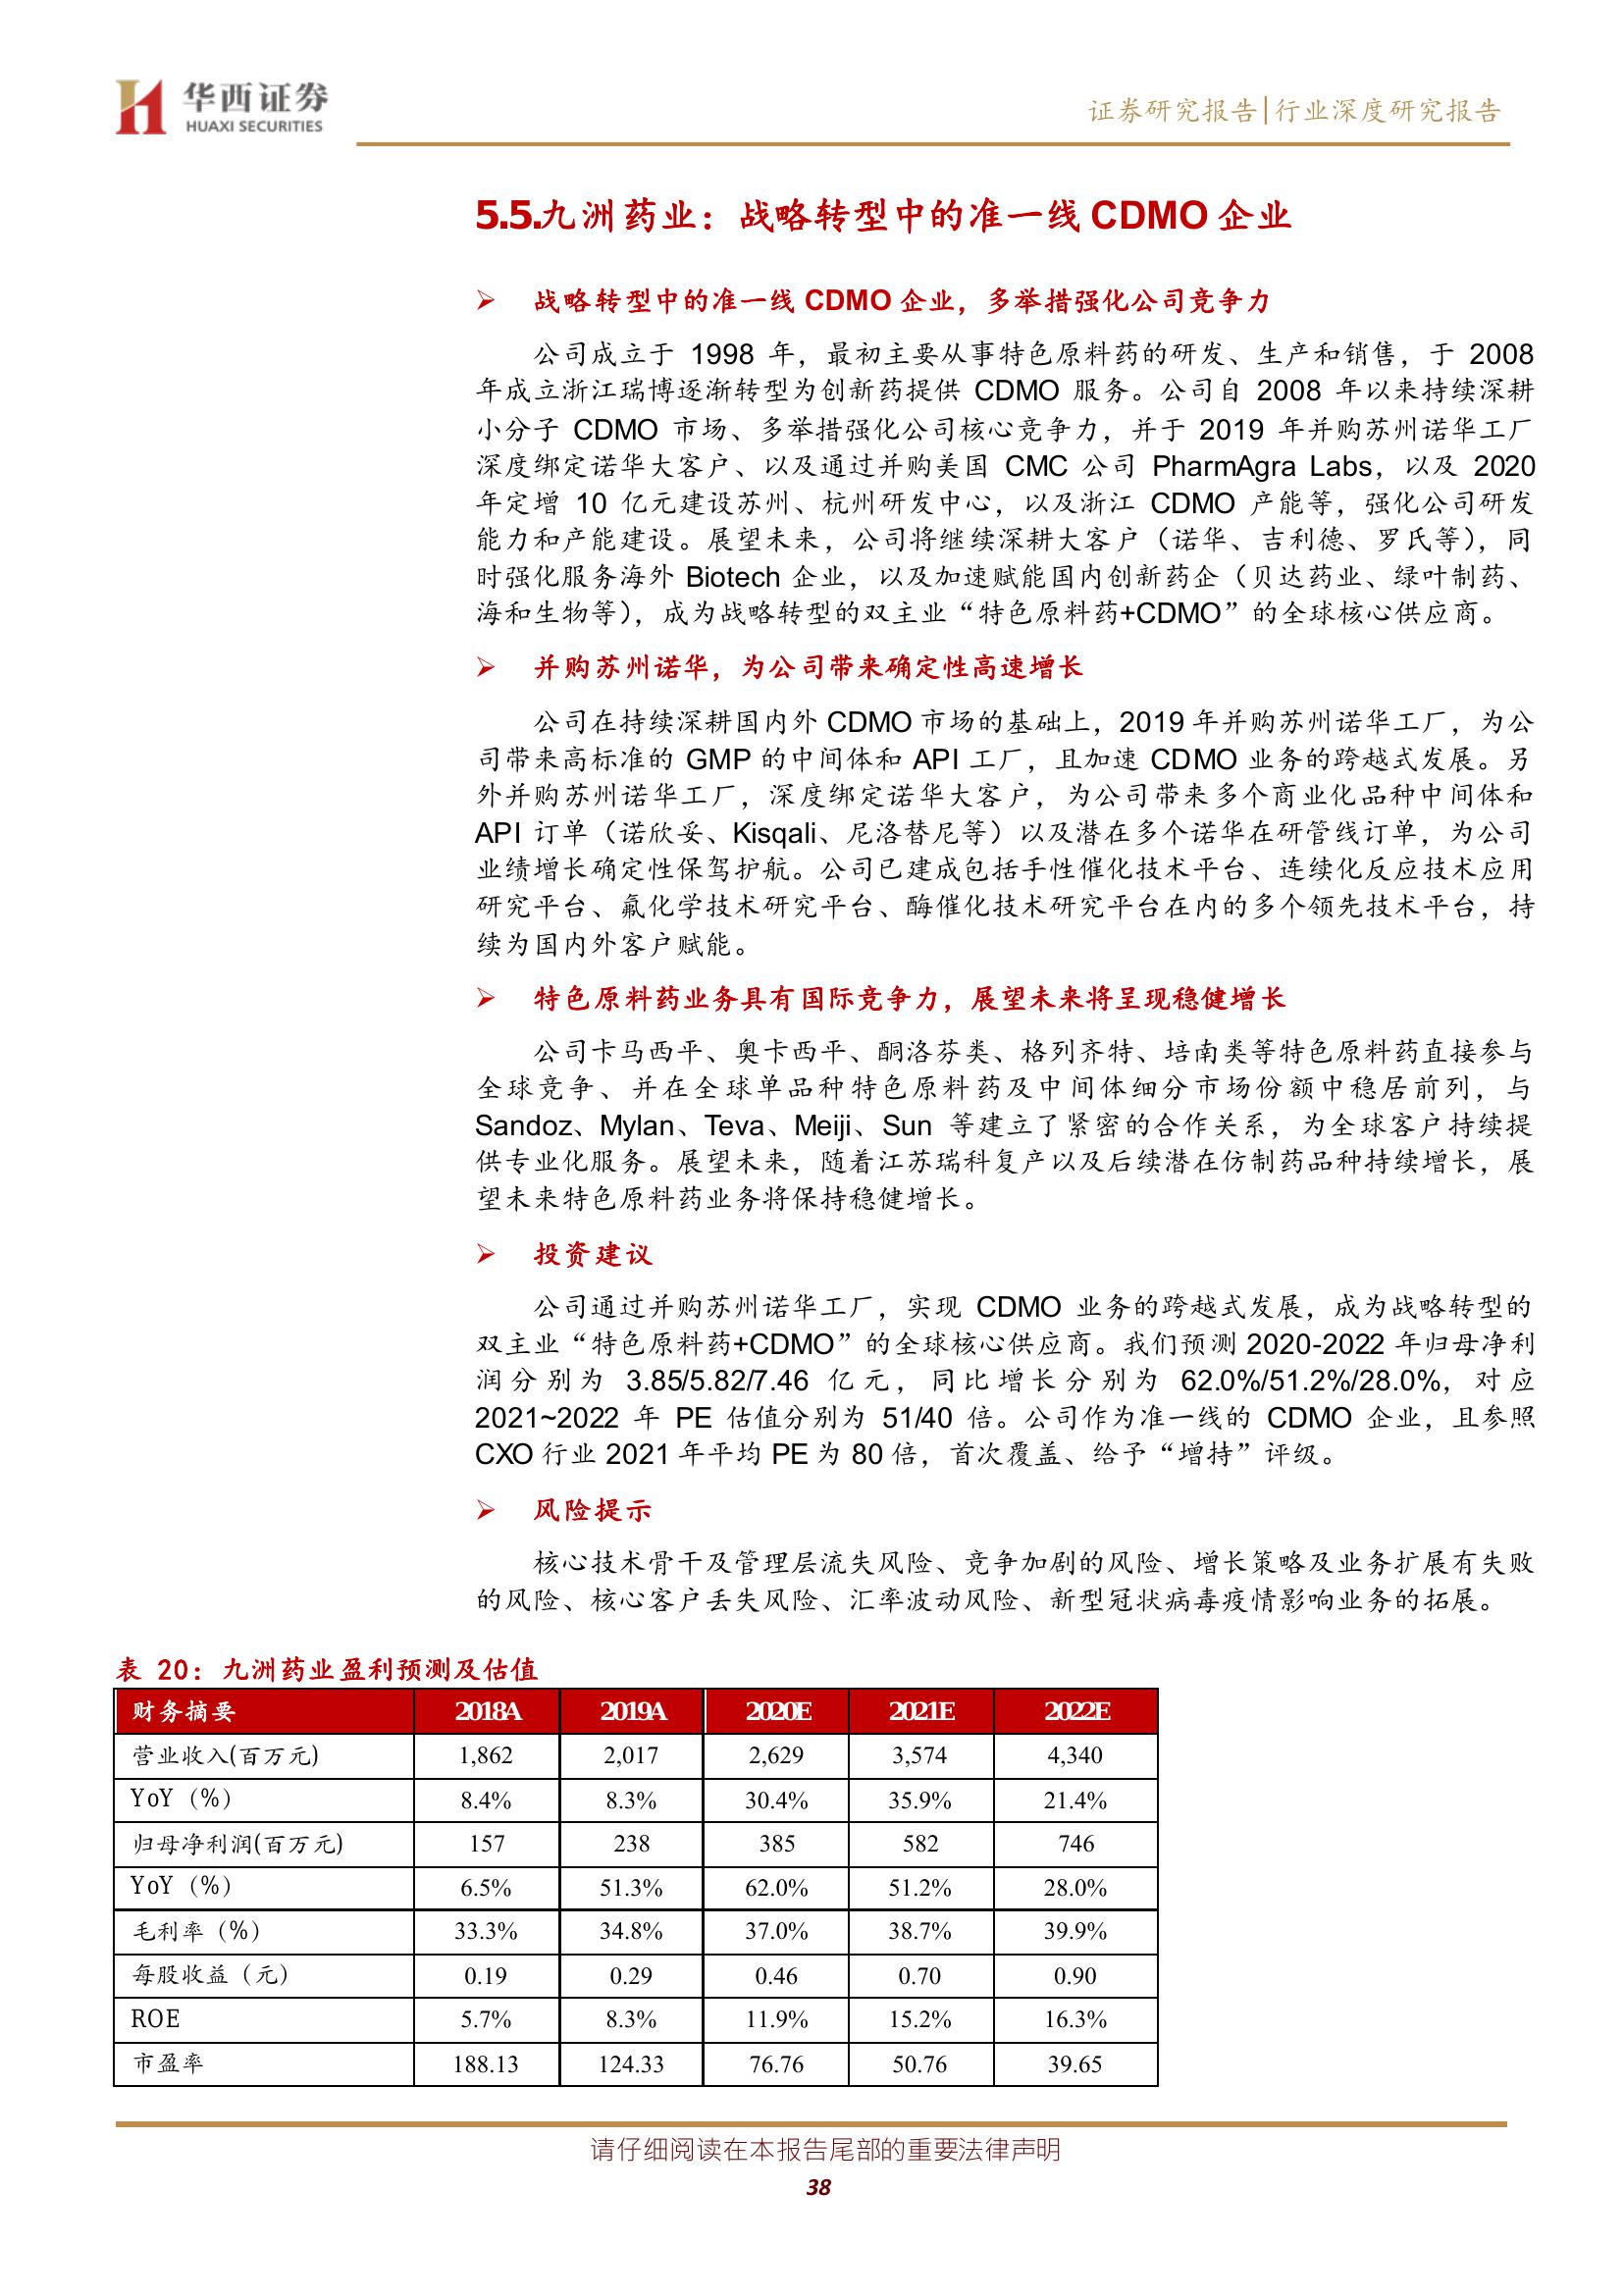 华西证券
HUAXI SECURITIES
证券研究报告|行业深度研究报告
5.5.九洲药业：战略转型中的准一线 CDMO 企业
➢ 战略转型中的准一线 CDMO 企业，多举措强化公司竞争力
公司成立于 1998 年，最初主要从事特色原料药的研发、生产和销售，于 2008
年成立浙江瑞博逐渐转型为创新药提供 CDMO 服务。公司自 2008 年以来持续深耕
小分子 CDMO 市场、多举措强化公司核心竞争力，并于 2019 年并购苏州诺华工厂
深度绑定诺华大客户、以及通过并购美国 CMC 公司 PharmAgra Labs，以及 2020
年定增 10 亿元建设苏州、杭州研发中心，以及浙江 CDMO 产能等，强化公司研发
能力和产能建设。展望未来，公司将继续深耕大客户（诺华、吉利德、罗氏等），同
时强化服务海外 Biotech 企业，以及加速赋能国内创新药企（贝达药业、绿叶制药、
海和生物等），成为战略转型的双主业“特色原料药+CDMO”的全球核心供应商。
➢ 并购苏州诺华，为公司带来确定性高速增长
公司在持续深耕国内外 CDMO 市场的基础上，2019 年并购苏州诺华工厂，为公
司带来高标准的 GMP 的中间体和 API 工厂，且加速 CDMO 业务的跨越式发展。另
外并购苏州诺华工厂，深度绑定诺华大客户，为公司带来多个商业化品种中间体和
API 订单（诺欣妥、Kisqali、尼洛替尼等）以及潜在多个诺华在研管线订单，为公司
业绩增长确定性保驾护航。公司已建成包括手性催化技术平台、连续化反应技术应用
研究平台、氟化学技术研究平台、酶催化技术研究平台在内的多个领先技术平台，持
续为国内外客户赋能。
➢ 特色原料药业务具有国际竞争力，展望未来将呈现稳健增长
公司卡马西平、奥卡西平、酮洛芬类、格列齐特、培南类等特色原料药直接参与
全球竞争、并在全球单品种特色原料药及中间体细分市场份额中稳居前列，与
Sandoz、Mylan、Teva、Meiji、Sun 等建立了紧密的合作关系，为全球客户持续提
供专业化服务。展望未来，随着江苏瑞科复产以及后续潜在仿制药品种持续增长，展
望未来特色原料药业务将保持稳健增长。
➢ 投资建议
公司通过并购苏州诺华工厂，实现 CDMO 业务的跨越式发展，成为战略转型的
双主业“特色原料药+CDMO”的全球核心供应商。我们预测 2020-2022 年归母净利
润分别为 3.85/5.82/7.46 亿元，同比增长分别为 62.0%/51.2%/28.0%，对应
2021~2022 年 PE 估值分别为 51/40 倍。公司作为准一线的 CDMO 企业，且参照
CXO 行业 2021 年平均 PE 为 80 倍，首次覆盖、给予“增持”评级。
➢ 风险提示
核心技术骨干及管理层流失风险、竞争加剧的风险、增长策略及业务扩展有失败
的风险、核心客户丢失风险、汇率波动风险、新型冠状病毒疫情影响业务的拓展。
表 20：九洲药业盈利预测及估值
财务摘要 2018A 2019A 2020E 2021E 2022E
营业收入(百万元) 1,862 2,017 2,629 3,574 4,340
YoY（%） 8.4% 8.3% 30.4% 35.9% 21.4%
归母净利润(百万元) 157 238 385 582 746
YoY（%） 6.5% 51.3% 62.0% 51.2% 28.0%
毛利率（%） 33.3% 34.8% 37.0% 38.7% 39.9%
每股收益（元） 0.19 0.29 0.46 0.70 0.90
ROE 5.7% 8.3% 11.9% 15.2% 16.3%
市盈率 188.13 124.33 76.76 50.76 39.65
请仔细阅读在本报告尾部的重要法律声明
38